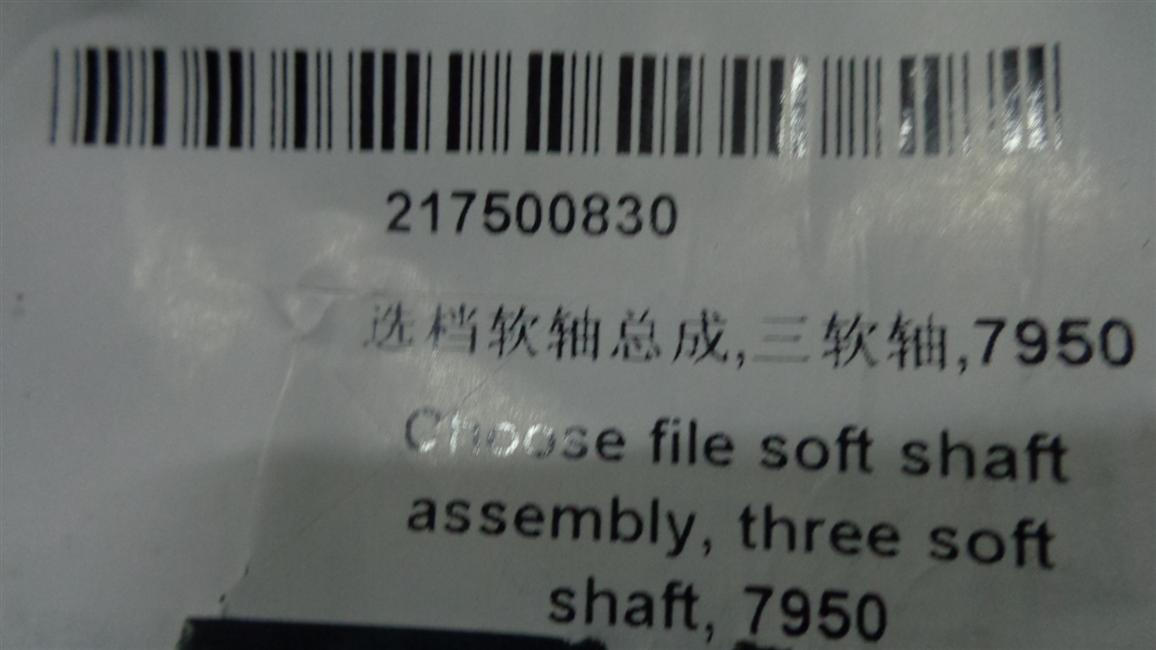 217500830
选档软轴总成,三软轴,7950
Choose file soft shaft
assembly, three soft
shaft, 7950